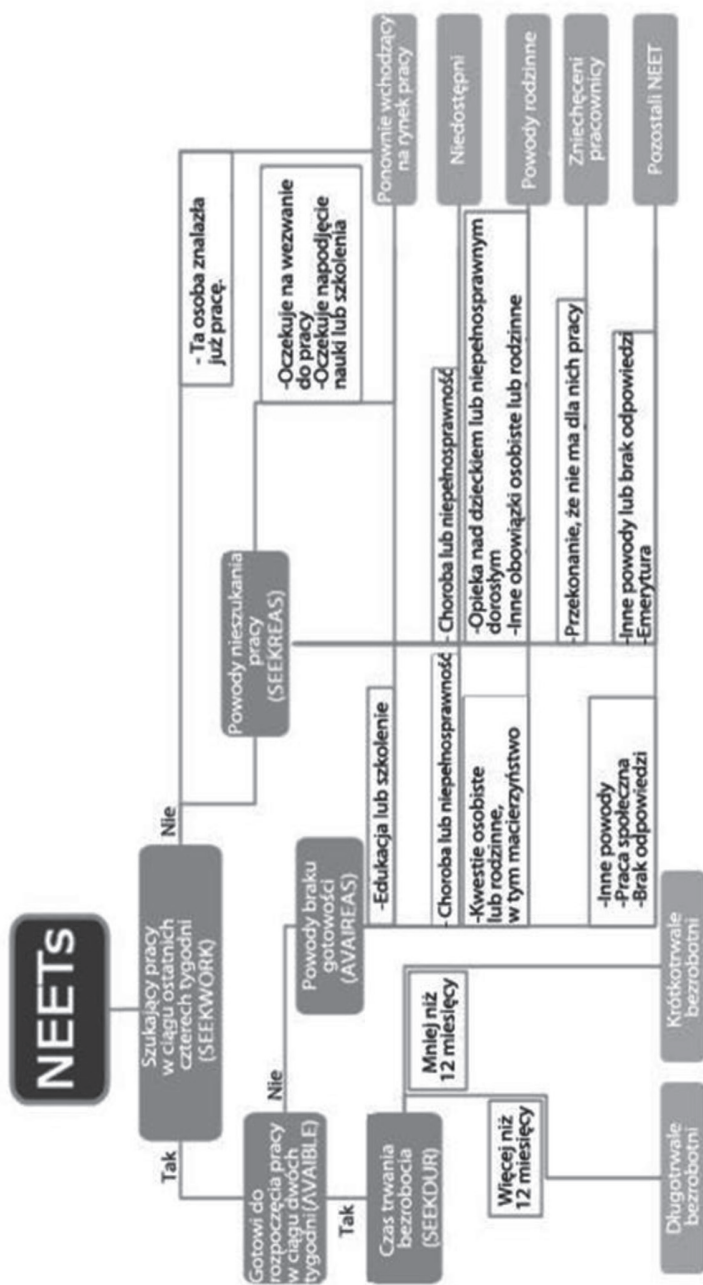 NEETs
Szukający pracy
w ciągu ostatnich
czterech tygodni
(SEEKWORK)
Tak
Nie
Gotowi do
rozpoczęcia pracy
w ciągu dwóch
tygodni (AVAIBLE)
Nie
Tak
Czas trwania
bezrobocia
(SEEKDUR)
Więcej niż
12 miesięcy
Mniej niż
12 miesięcy
Długotrwale
bezrobotni
Krótkotrwale
bezrobotni
Powody braku
gotowości
(AVAIREAS)
-Edukacja lub szkolenie
- Choroba lub niepełnosprawność
-Kwestie osobiste
lub rodzinne,
w tym macierzyństwo
-Inne powody
-Praca społeczna
-Brak odpowiedzi
Powody nieszukania
pracy
(SEEKREAS)
- Ta osoba znalazła
już pracę.
-Oczekuje na wezwanie
do pracy
-Oczekuje napodjęcie
nauki lub szkolenia
- Choroba lub niepełnosprawność
-Opieka nad dzieckiem lub niepełnosprawnym
dorosłym
-Inne obowiązki osobiste lub rodzinne
-Przekonanie, że nie ma dla nich pracy
-Inne powody lub brak odpowiedzi
-Emerytura
Ponownie wchodzący
na rynek pracy
Niedostępni
Powody rodzinne
Zniechęceni
pracownicy
Pozostali NEET